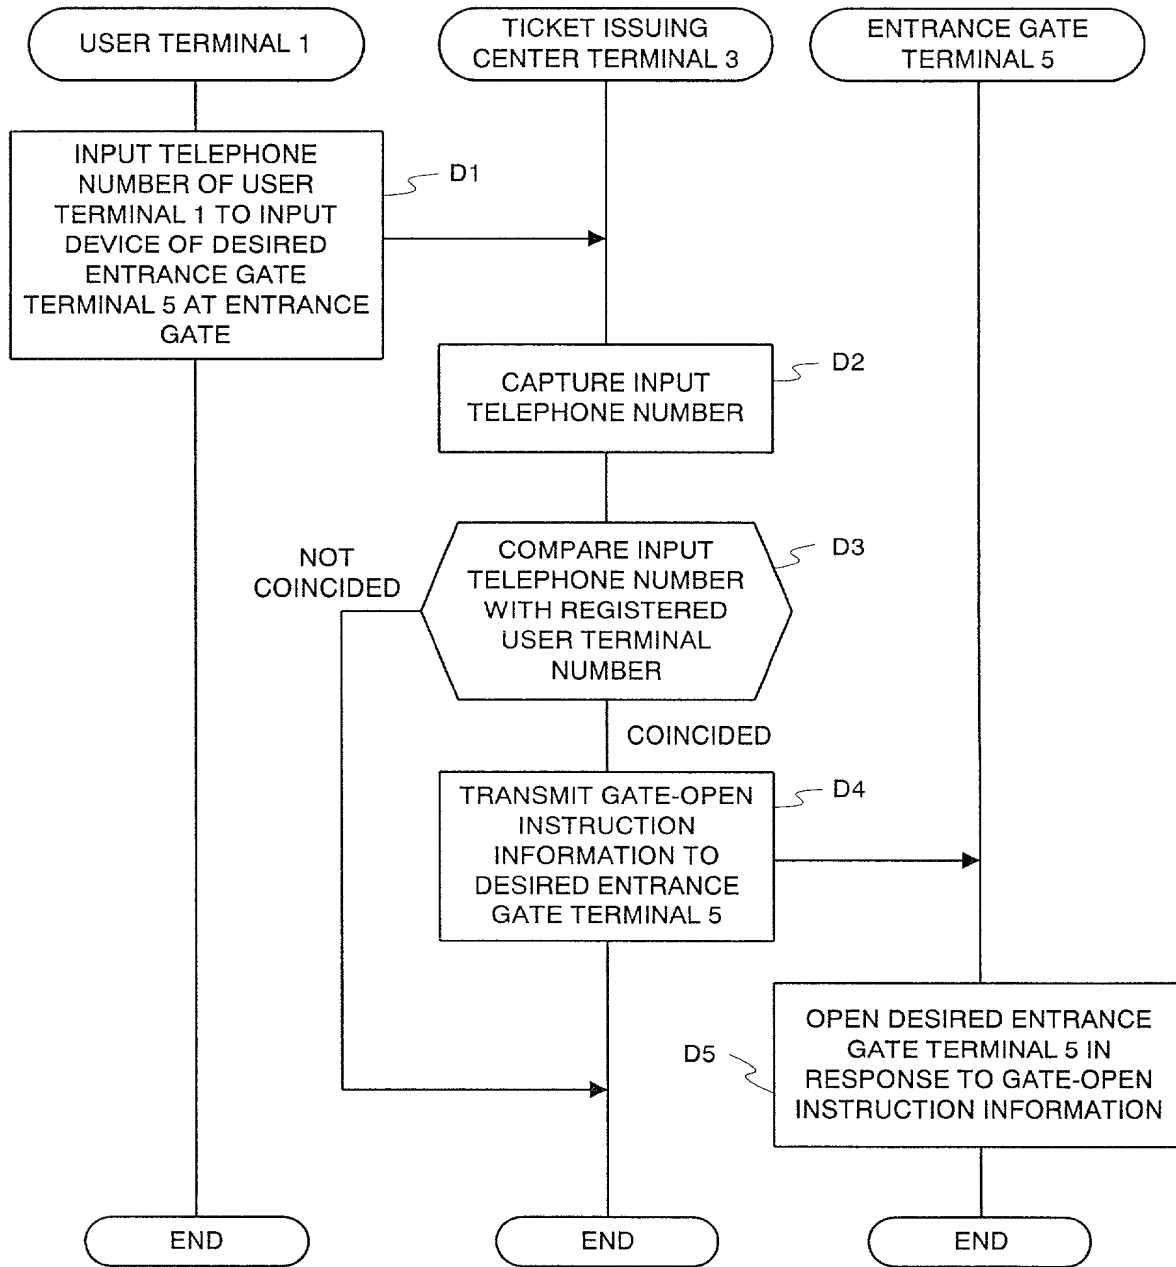 USER TERMINAL 1
TICKET ISSUING
CENTER TERMINAL 3
ENTRANCE GATE
TERMINAL 5
INPUT TELEPHONE
NUMBER OF USER
TERMINAL 1 TO INPUT
DEVICE OF DESIRED
ENTRANCE GATE
TERMINAL 5 AT ENTRANCE
GATE
D1
CAPTURE INPUT
TELEPHONE NUMBER
D2
NOT
COINCIDED
COMPARE INPUT
TELEPHONE NUMBER
WITH REGISTERED
USER TERMINAL
NUMBER
D3
COINCIDED
TRANSMIT GATE-OPEN
INSTRUCTION
INFORMATION TO
DESIRED ENTRANCE
GATE TERMINAL 5
D4
D5
OPEN DESIRED ENTRANCE
GATE TERMINAL 5 IN
RESPONSE TO GATE-OPEN
INSTRUCTION INFORMATION
END
END
END